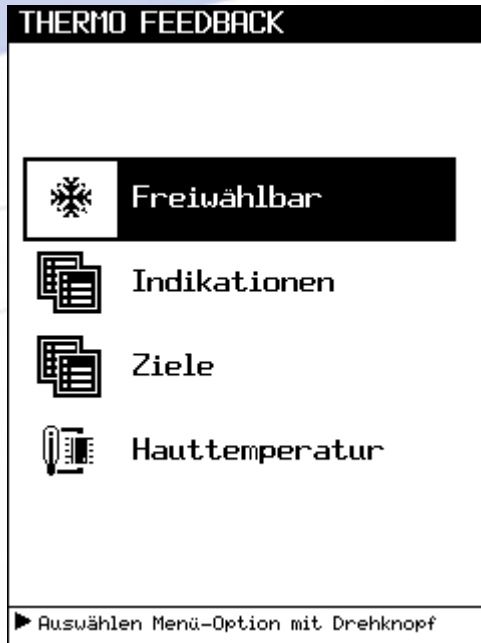 THERMO FEEDBACK
Freiwählbar
Indikationen
Ziele
Hauttemperatur
Auswählen Menü-Option mit Drehknopf